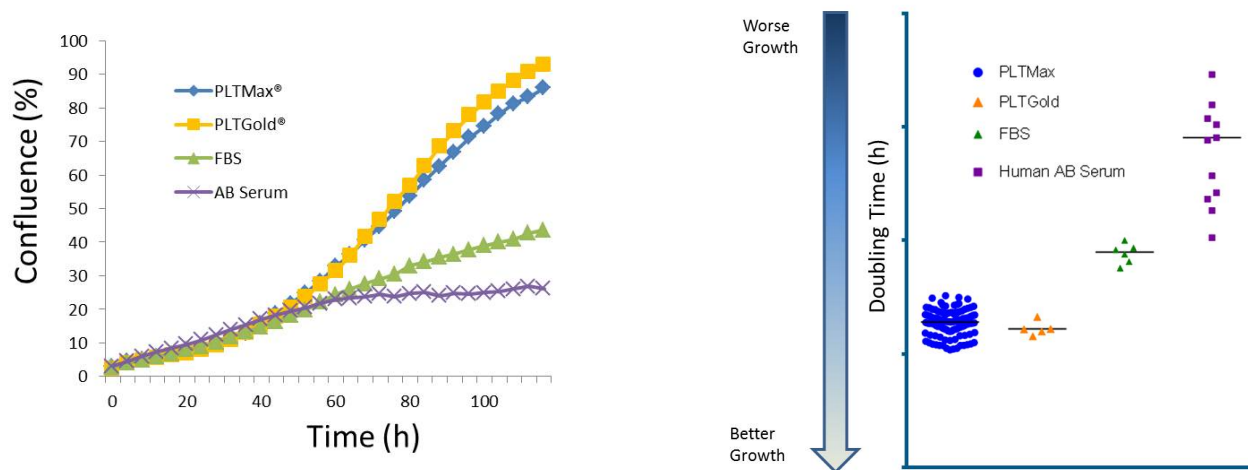 Confluence (%)
100
90
80
70
60
50
40
30
20
10
0
PLTMax®
PLTGold®
FBS
AB Serum
0
20
40
60
80
100
Time (h)
Worse
Growth
Better
Growth
Doubling Time (h)
PLTMax
PLTGold
FBS
Human AB Serum